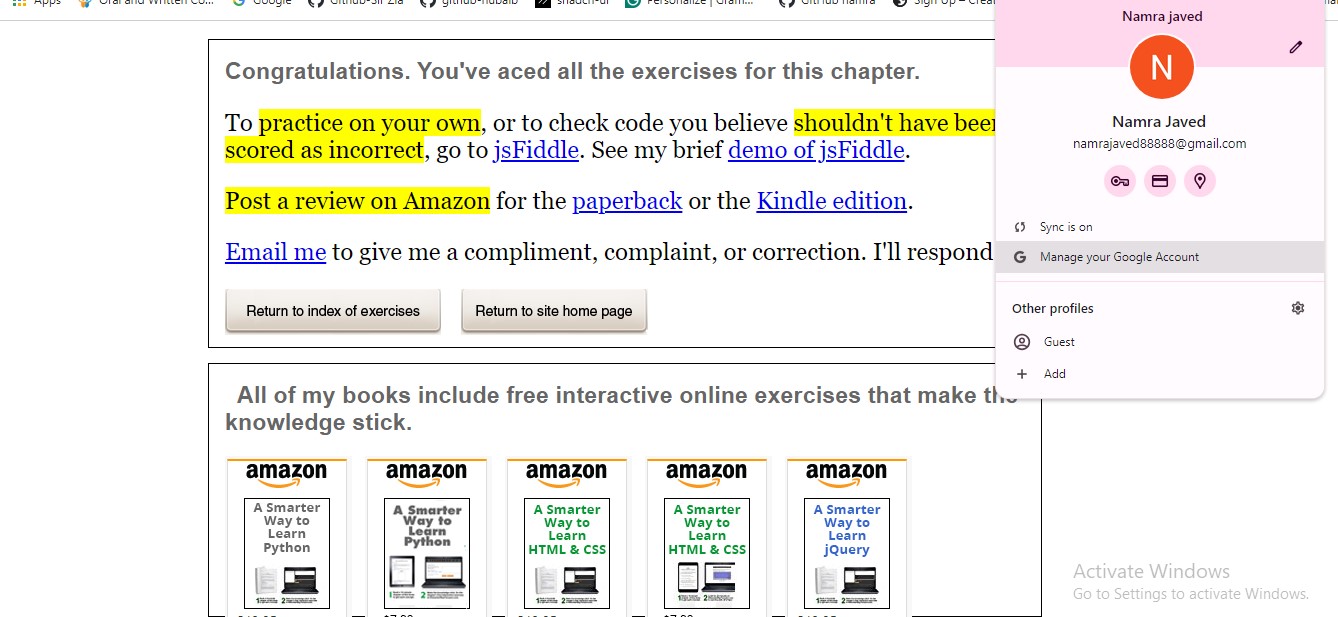 Apps Oral and Written Co... Google Github-Sir Zia github-hubaib shadcn-ui Personalize | Gram... GitHub namra Sign Up – Crea
Namra javed
N
Namra Javed
namrajaved88888@gmail.com
Sync is on
Manage your Google Account
Other profiles
Guest
Add
Congratulations. You've aced all the exercises for this chapter.
To practice on your own, or to check code you believe shouldn't have been
scored as incorrect, go to jsFiddle. See my brief demo of jsFiddle.
Post a review on Amazon for the paperback or the Kindle edition.
Email me to give me a compliment, complaint, or correction. I'll respond
Return to index of exercises Return to site home page
All of my books include free interactive online exercises that make the
knowledge stick.
amazon amazon amazon amazon amazon
A Smarter A Smarter A Smarter A Smarter A Smarter
Way to Way to Way to Way to Way to
Learn Learn Learn Learn Learn
Python Python HTML & CSS HTML & CSS jQuery
Activate Windows
Go to Settings to activate Windows.